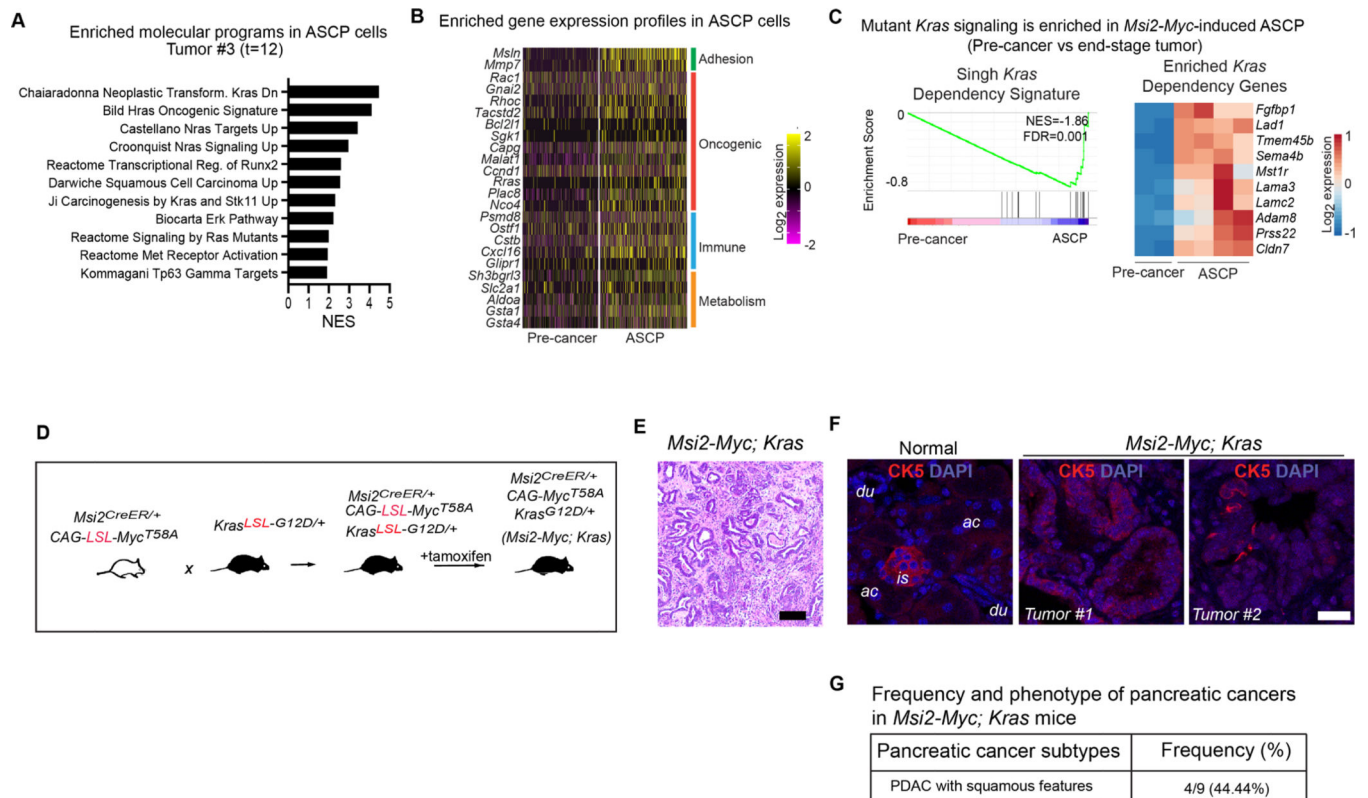 A
Enriched molecular programs in ASCP cells
Tumor #3 (t=12)
Chaiaradonna Neoplastic Transform. Kras Dn
Bild Hras Oncogenic Signature
Castellano Nras Targets Up
Croonquist Nras Signaling Up
Reactome Transcriptional Reg. of Runx2
Darwiche Squamous Cell Carcinoma Up
Ji Carcinogenesis by Kras and Stk11 Up
Biocarta Erk Pathway
Reactome Signaling by Ras Mutants
Reactome Met Receptor Activation
Kommagani Tp63 Gamma Targets
0 1 2 3 4 5
NES
B
Enriched gene expression profiles in ASCP cells
Msln
Mmp7
Rac1
Gnai2
Rhoc
Tacstd2
Bcl2l1
Sgk1
Capg
Malat1
Ccnd1
Rras
Plac8
Nco4
Psmd8
Ostf1
Cstb
Cxcl16
Glipr1
Sh3bgrl3
Slc2a1
Aldoa
Gsta1
Gsta4
Adhesion
Oncogenic
Immune
Metabolism
Pre-cancer ASCP
Log2 expression
2
-2
C
Mutant Kras signaling is enriched in Msi2-Myc-induced ASCP
(Pre-cancer vs end-stage tumor)
Singh Kras
Dependency Signature
Enrichment Score
0
-0.8
NES=-1.86
FDR=0.001
Pre-cancer ASCP
Enriched Kras
Dependency Genes
Fgfbp1
Lad1
Tmem45b
Sema4b
Mst1r
Lama3
Lamc2
Adam8
Prss22
Cldn7
Pre-cancer ASCP
Log2 expression
1
-1
D
Msi2CreER/+
CAG-LSL-MycT58A
x
KrasLSL-G12D/+
Msi2CreER/+
CAG-LSL-MycT58A
KrasLSL-G12D/+
+tamoxifen
Msi2CreER/+
CAG-MycT58A
KrasG12D/+
(Msi2-Myc; Kras)
E
Msi2-Myc; Kras
F
Normal
Msi2-Myc; Kras
CK5 DAPI
du
ac
is
ac
du
CK5 DAPI
Tumor #1
CK5 DAPI
Tumor #2
G
Frequency and phenotype of pancreatic cancers
in Msi2-Myc; Kras mice
Pancreatic cancer subtypes Frequency (%)
PDAC with squamous features 4/9 (44.44%)